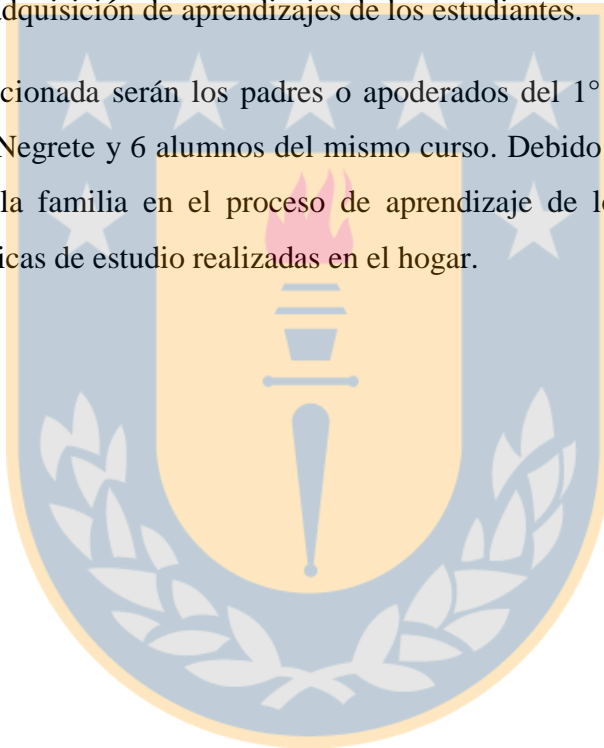 adquisición de aprendizajes de los estudiantes.
cionada serán los padres o apoderados del 1°
Negrete y 6 alumnos del mismo curso. Debido
la familia en el proceso de aprendizaje de l
icas de estudio realizadas en el hogar.